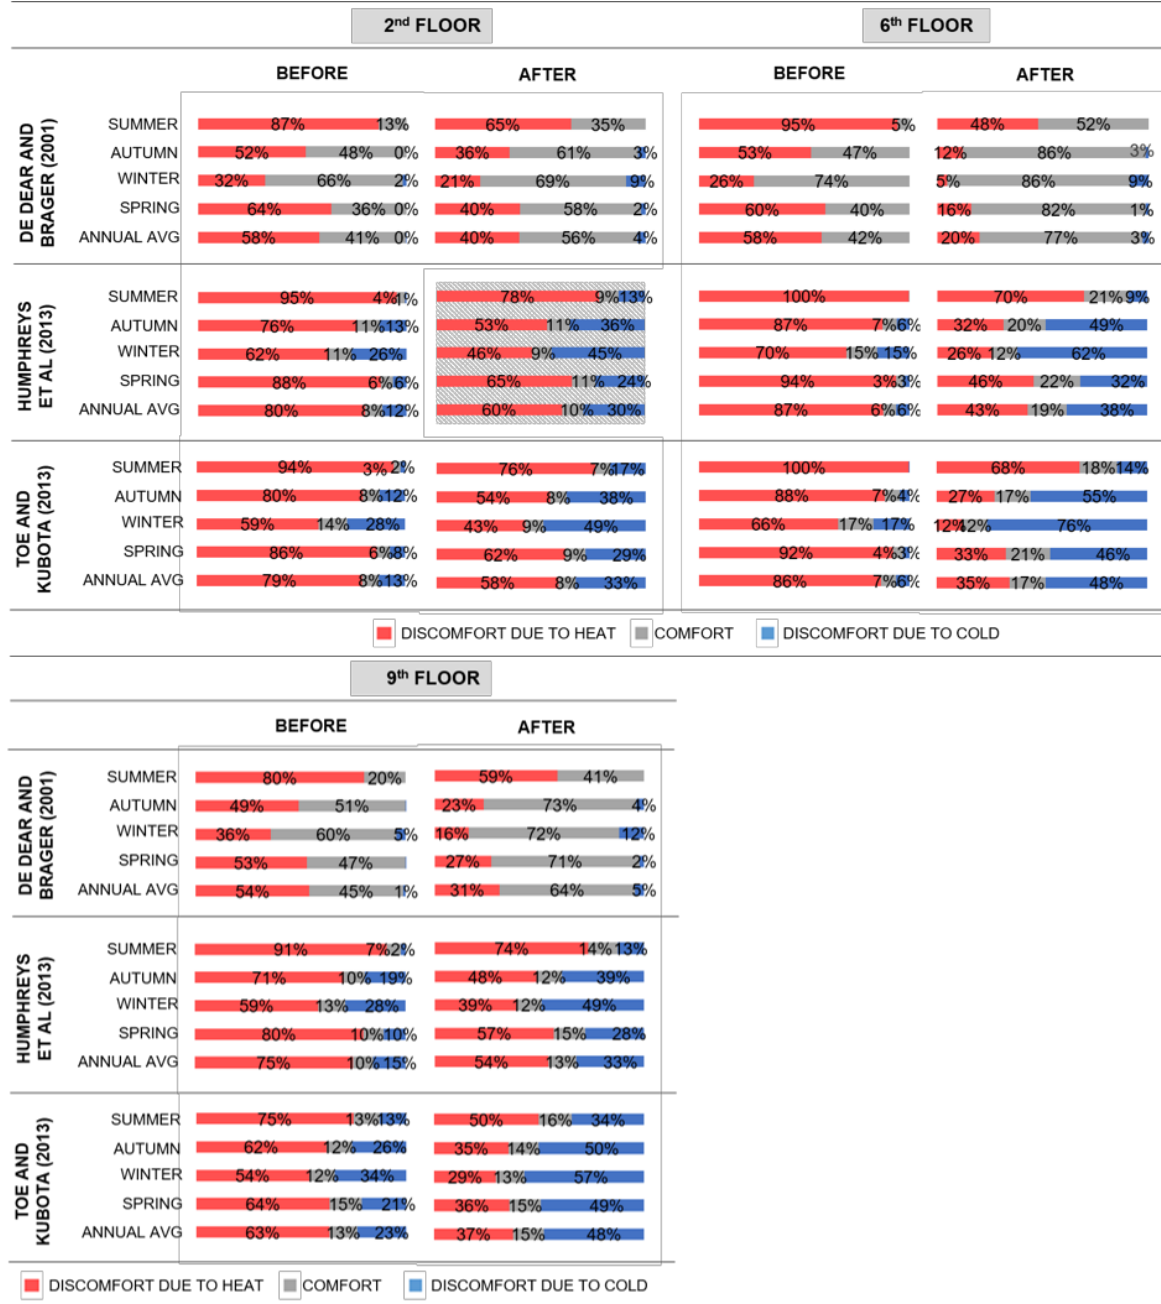 2nd FLOOR 6th FLOOR
BEFORE AFTER BEFORE AFTER
DE DEAR AND BRAGER (2001)
SUMMER 87% 13% 65% 35% 95% 5% 48% 52%
AUTUMN 52% 48% 0% 36% 61% 3% 53% 47% 12% 86% 3%
WINTER 32% 66% 2% 21% 69% 9% 26% 74% 5% 86% 9%
SPRING 64% 36% 0% 40% 58% 2% 60% 40% 16% 82% 1%
ANNUAL AVG 58% 41% 0% 40% 56% 4% 58% 42% 20% 77% 3%
HUMPHREYS ET AL (2013)
SUMMER 95% 4% 1% 78% 9% 13% 100% 70% 21% 9%
AUTUMN 76% 11% 13% 53% 11% 36% 87% 7% 6% 32% 20% 49%
WINTER 62% 11% 26% 46% 9% 45% 70% 15% 15% 26% 12% 62%
SPRING 88% 6% 6% 65% 11% 24% 94% 3% 3% 46% 22% 32%
ANNUAL AVG 80% 8% 12% 60% 10% 30% 87% 6% 6% 43% 19% 38%
TOE AND KUBOTA (2013)
SUMMER 94% 3% 2% 76% 7% 17% 100% 68% 18% 14%
AUTUMN 80% 8% 12% 54% 8% 38% 88% 7% 4% 27% 17% 55%
WINTER 59% 14% 28% 43% 9% 49% 66% 17% 17% 12% 12% 76%
SPRING 86% 6% 8% 62% 9% 29% 92% 4% 3% 33% 21% 46%
ANNUAL AVG 79% 8% 13% 58% 8% 33% 86% 7% 6% 35% 17% 48%
DISCOMFORT DUE TO HEAT COMFORT DISCOMFORT DUE TO COLD
9th FLOOR
BEFORE AFTER
DE DEAR AND BRAGER (2001)
SUMMER 80% 20% 59% 41%
AUTUMN 49% 51% 23% 73% 4%
WINTER 36% 60% 5% 16% 72% 12%
SPRING 53% 47% 27% 71% 2%
ANNUAL AVG 54% 45% 1% 31% 64% 5%
HUMPHREYS ET AL (2013)
SUMMER 91% 7% 2% 74% 14% 13%
AUTUMN 71% 10% 19% 48% 12% 39%
WINTER 59% 13% 28% 39% 12% 49%
SPRING 80% 10% 10% 57% 15% 28%
ANNUAL AVG 75% 10% 15% 54% 13% 33%
TOE AND KUBOTA (2013)
SUMMER 75% 13% 13% 50% 16% 34%
AUTUMN 62% 12% 26% 35% 14% 50%
WINTER 54% 12% 34% 29% 13% 57%
SPRING 64% 15% 21% 36% 15% 49%
ANNUAL AVG 63% 13% 23% 37% 15% 48%
DISCOMFORT DUE TO HEAT COMFORT DISCOMFORT DUE TO COLD